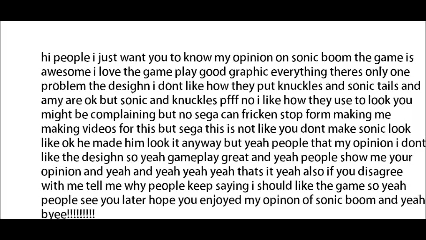 hi people i just want you to know my opinion on sonic boom the game is
awesome i love the game play good graphic everything theres only one
problem the desighn i dont like how they put knuckles and sonic tails and
amy are ok but sonic and knuckles pfff no i like how they use to look you
might be complaining but no sega can fricken stop form making me
making videos for this but sega this is not like you dont make sonic look
like ok he made him look it anyway but yeah people that my opinion i dont
like the desighn so yeah gameplay great and yeah people show me your
opinion and yeah and yeah yeah yeah thats it yeah also if you disagree
with me tell me why people keep saying i should like the game so yeah
people see you later hope you enjoyed my opinon of sonic boom and yeah
byee!!!!!!!!!